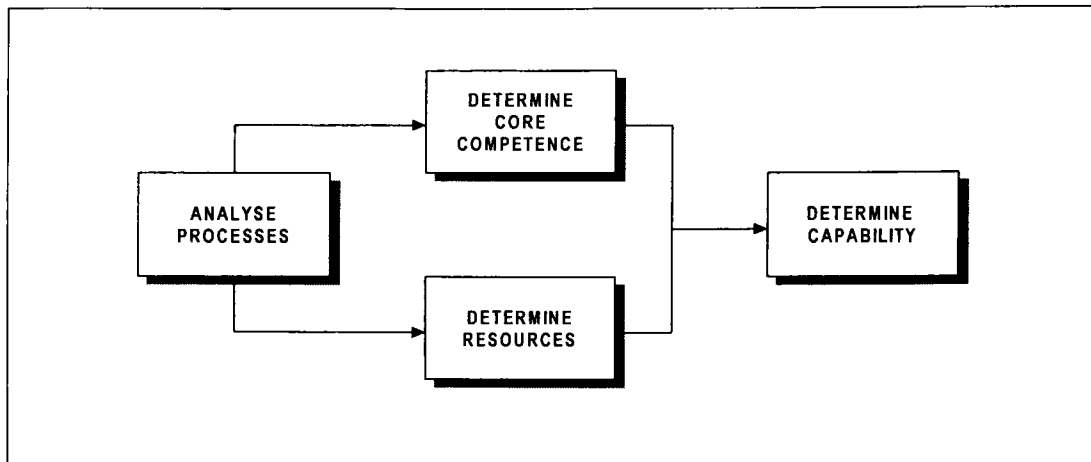 DETERMINE
CORE
COMPETENCE
ANALYSE
PROCESSES
DETERMINE
CAPABILITY
DETERMINE
RESOURCES